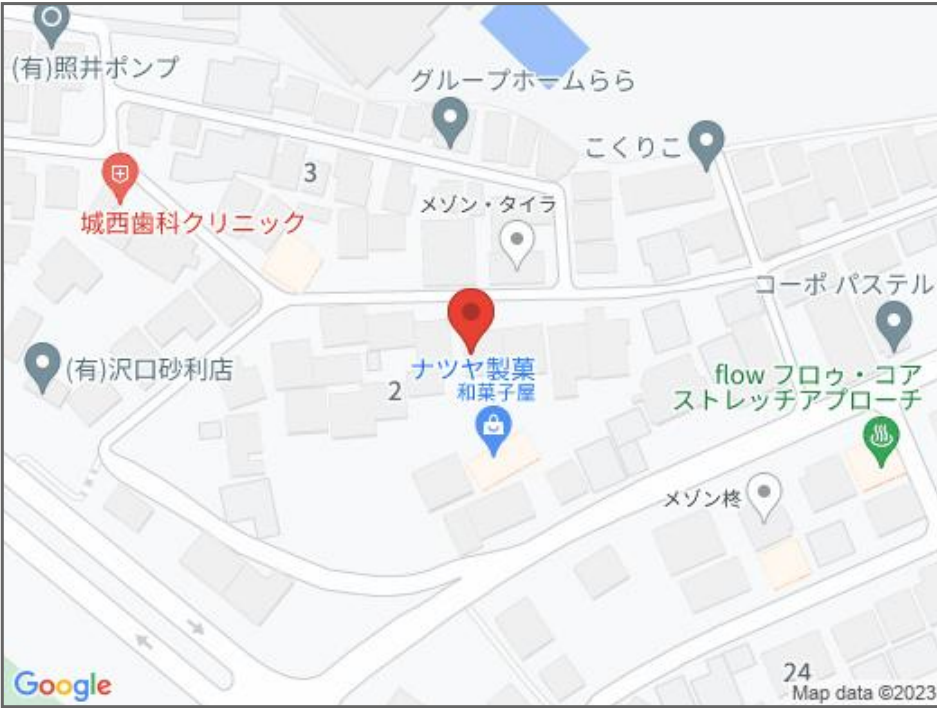 (有)照井ポンプ
グループホームらら
こくりこ
3
メゾン・タイラ
城西歯科クリニック
コーポ パステル
(有)沢口砂利店
ナツヤ製菓
和菓子屋
2
flow フロゥ・コア
ストレッチアプローチ
メゾン柊
24
Google
Map data ©2023